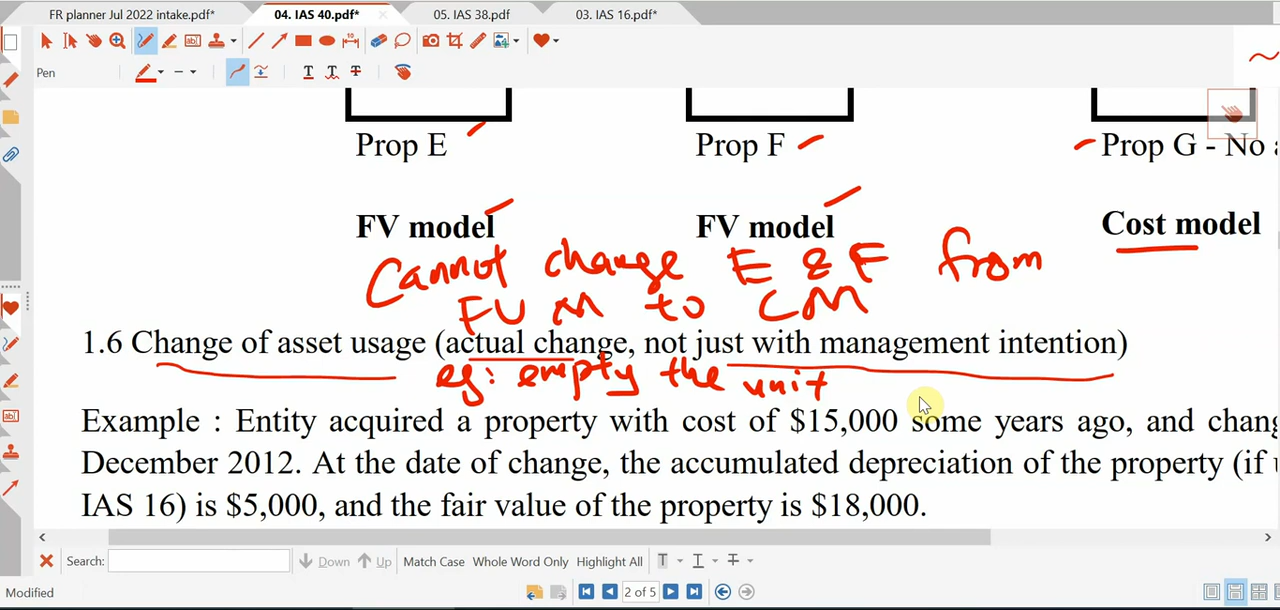 FR planner Jul 2022 intake.pdf* 04. IAS 40.pdf* 05. IAS 38.pdf 03. IAS 16.pdf*
Pen
Prop E Prop F Prop G - No
FV model FV model Cost model
Cannot change E & F from
FV M to CM
1.6 Change of asset usage (actual change, not just with management intention)
eg: empty the unit
Example : Entity acquired a property with cost of $15,000 some years ago, and chang
December 2012. At the date of change, the accumulated depreciation of the property (if
IAS 16) is $5,000, and the fair value of the property is $18,000.
Search: Down Up Match Case Whole Word Only Highlight All
Modified 2 of 5